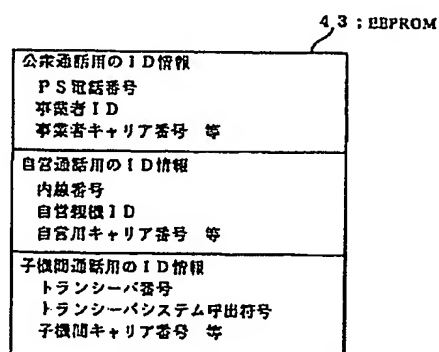 43;EEPROM
公衆通話用のID情報
PS電話番号
事業者ID
事業者キャリア番号 等
自営通話用のID情報
内線番号
自営親機ID
自営用キャリア番号 等
子機間通話用のID情報
トランシーバ番号
トランシーバシステム呼出符号
子機間キャリア番号 等